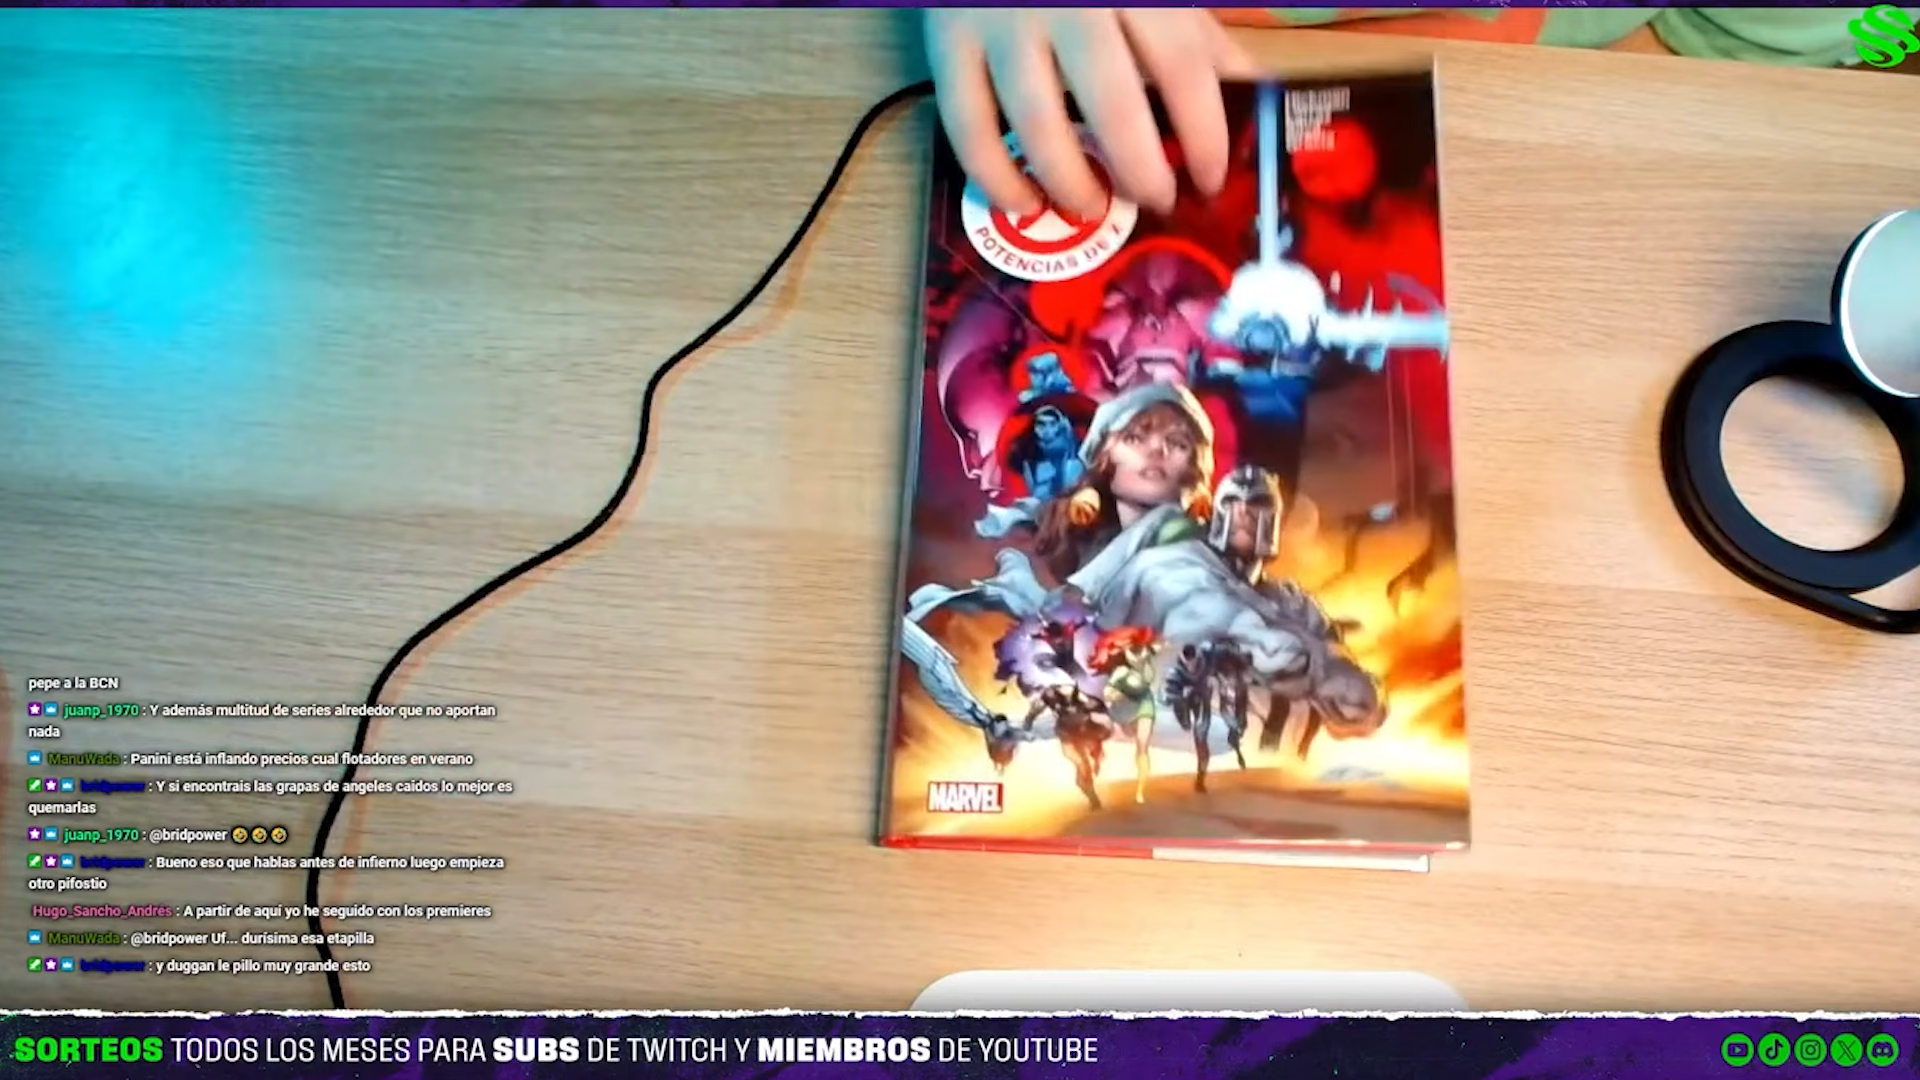 POTENCIAS DE X
MARVEL
pepe a la BCN
juanp_1970 : Y además multitud de series alrededor que no aportan
nada
ManuWada : Panini está inflando precios cual flotadores en verano
bridpower : Y si encontrais las grapas de angeles caidos lo mejor es
quemarlas
juanp_1970 : @bridpower 🤣🤣🤣
bridpower : Bueno eso que hablas antes de infierno luego empieza
otro pifostio
Hugo_Sancho_Andrés : A partir de aquí yo he seguido con los premieres
ManuWada : @bridpower Uf... durísima esa etapilla
bridpower : y duggan le pillo muy grande esto
SORTEOS TODOS LOS MESES PARA SUBS DE TWITCH Y MIEMBROS DE YOUTUBE